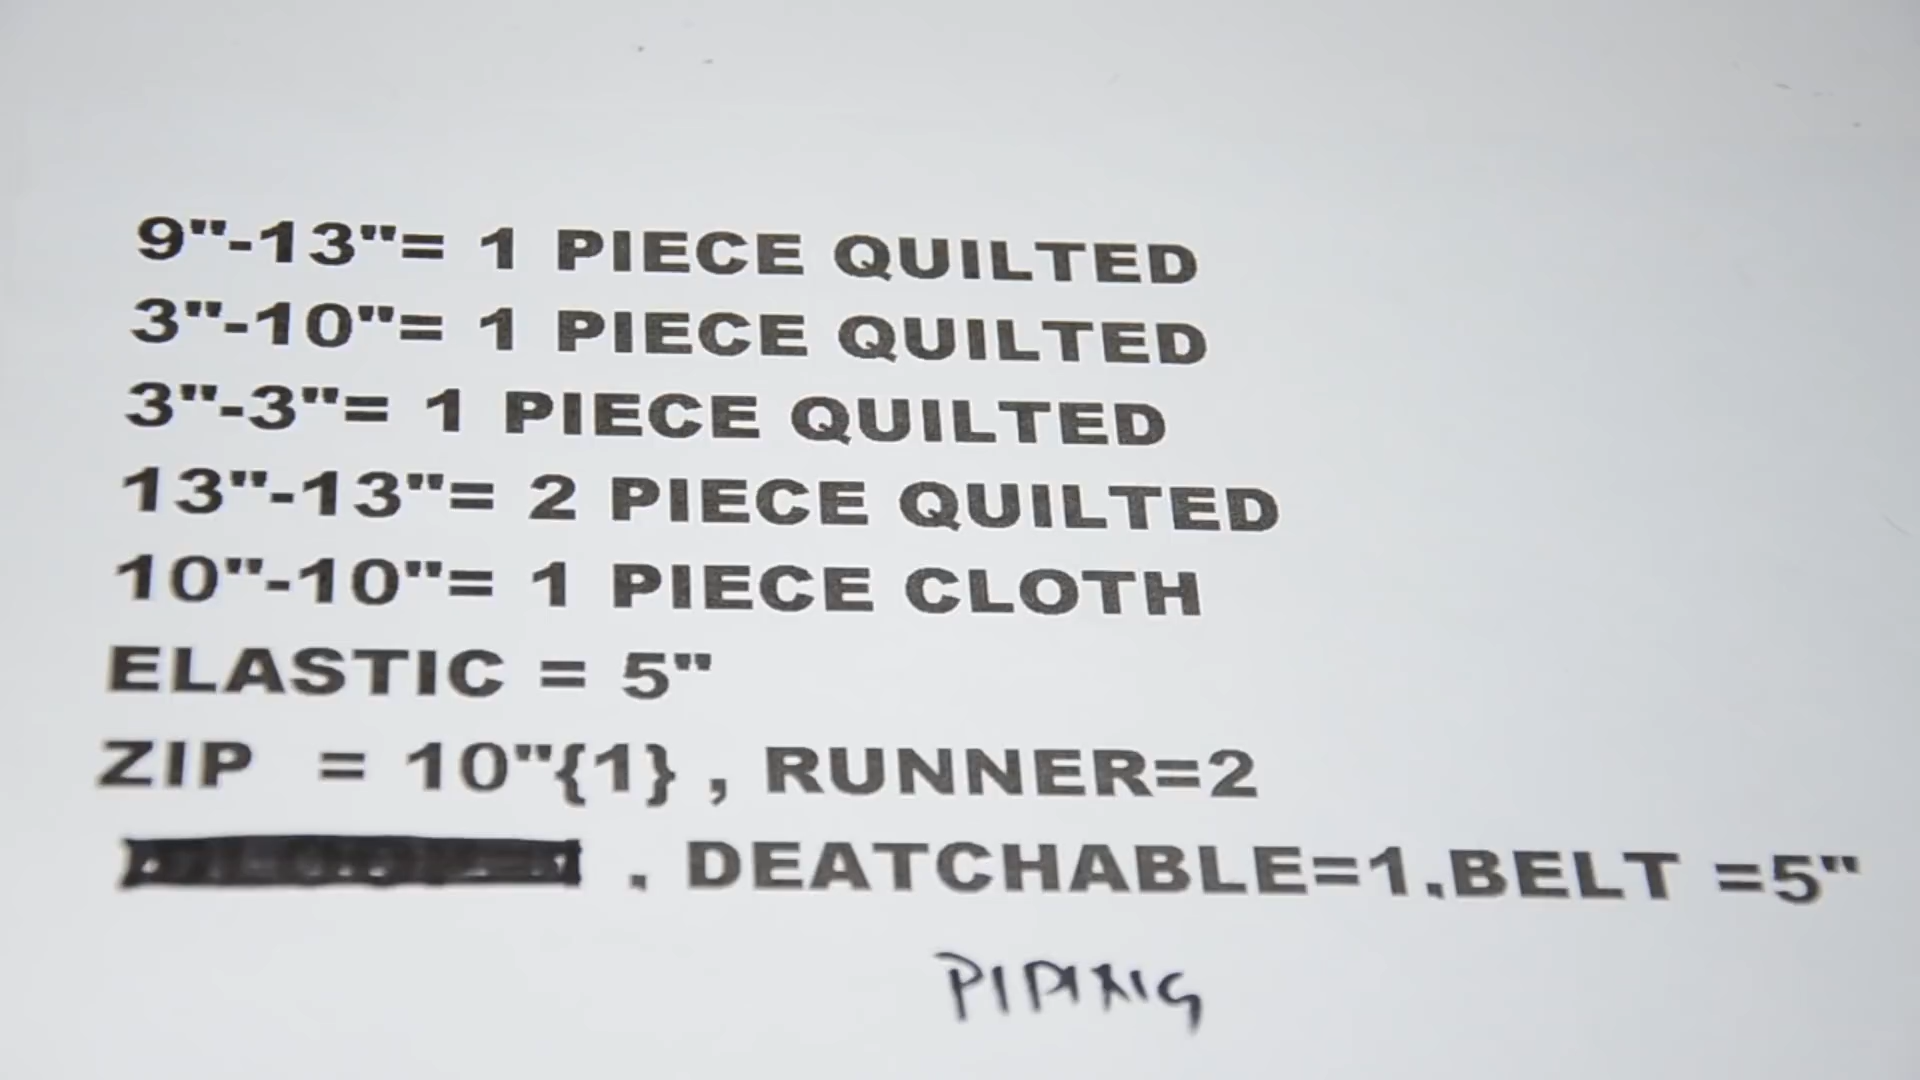 9"-13"= 1 PIECE QUILTED
3"-10"= 1 PIECE QUILTED
3"-3"= 1 PIECE QUILTED
13"-13"= 2 PIECE QUILTED
10"-10"= 1 PIECE CLOTH
ELASTIC = 5"
ZIP = 10"{1} , RUNNER=2
. DEATCHABLE=1.BELT =5"
PIPING